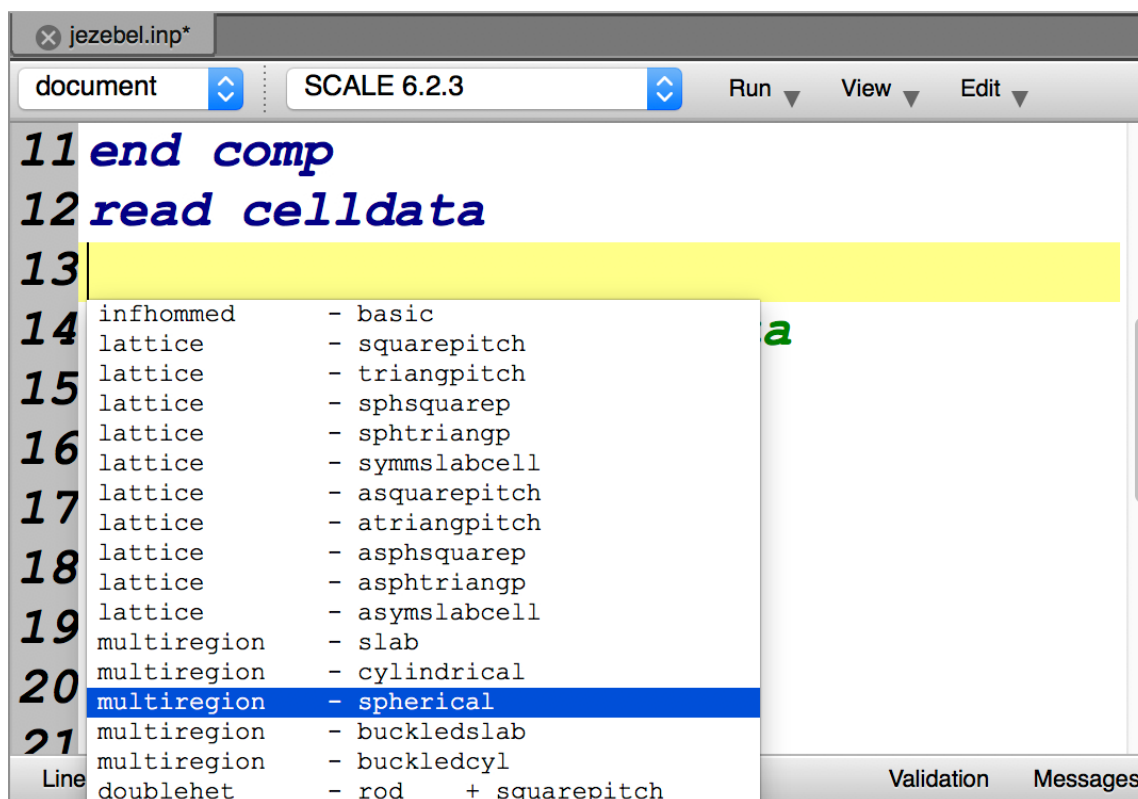 jezebel.inp*
document SCALE 6.2.3 Run View Edit
11 end comp
12 read celldata
13
14 a
15
16
17
18
19
20
21
infhommed - basic
lattice - squarepitch
lattice - triangpitch
lattice - sphsquarep
lattice - sphtriangp
lattice - symmslabcell
lattice - asquarepitch
lattice - atriangpitch
lattice - asphsquarep
lattice - asphtriangp
lattice - asymslabcell
multiregion - slab
multiregion - cylindrical
multiregion - spherical
multiregion - buckledslab
multiregion - buckledcyl
doublehet - rod + squarepitch
Line Validation Messages